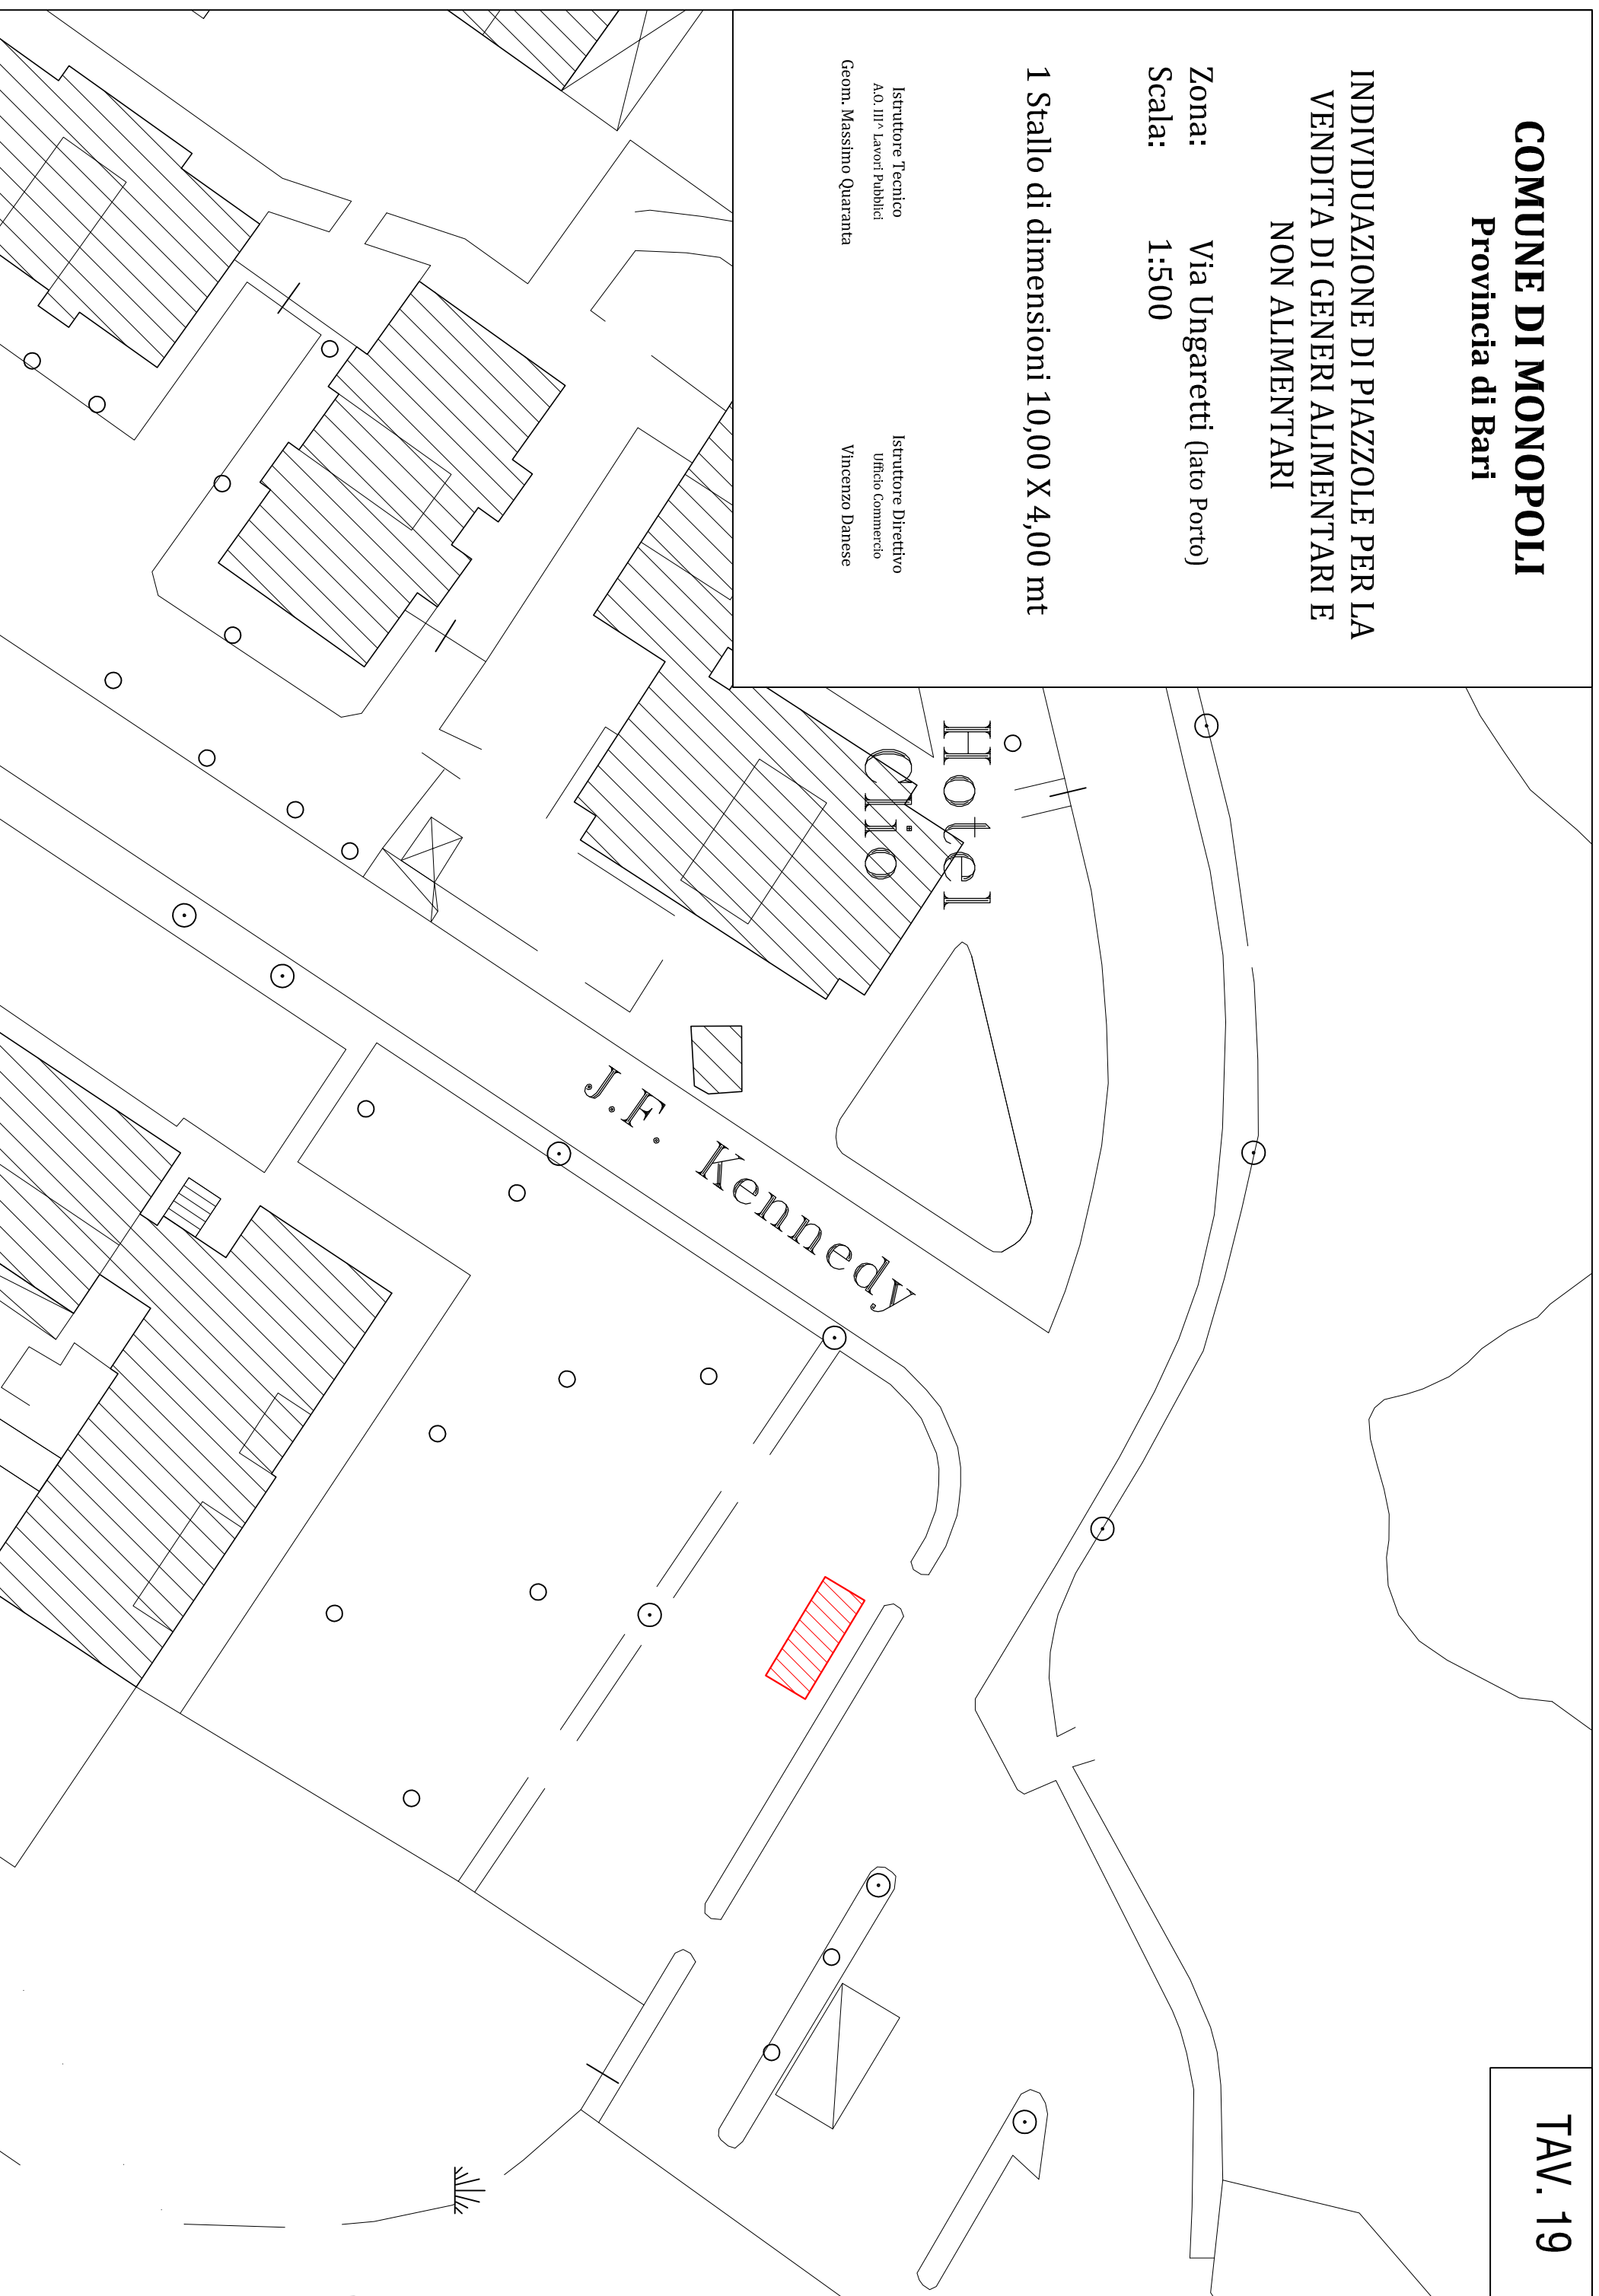 COMUNE DI MONOPOLI
Provincia di Bari
INDIVIDUAZIONE DI PIAZZOLE PER LA
VENDITA DI GENERI ALIMENTARI E
NON ALIMENTARI
Zona: Via Ungaretti (lato Porto)
Scala: 1:500
1 Stallo di dimensioni 10,00 X 4,00 mt
Istruttore Tecnico
A.O. III^ Lavori Pubblici
Geom. Massimo Quaranta
Istruttore Direttivo
Ufficio Commercio
Vincenzo Danese
Hotel
Clio
J.F. Kennedy
TAV. 19